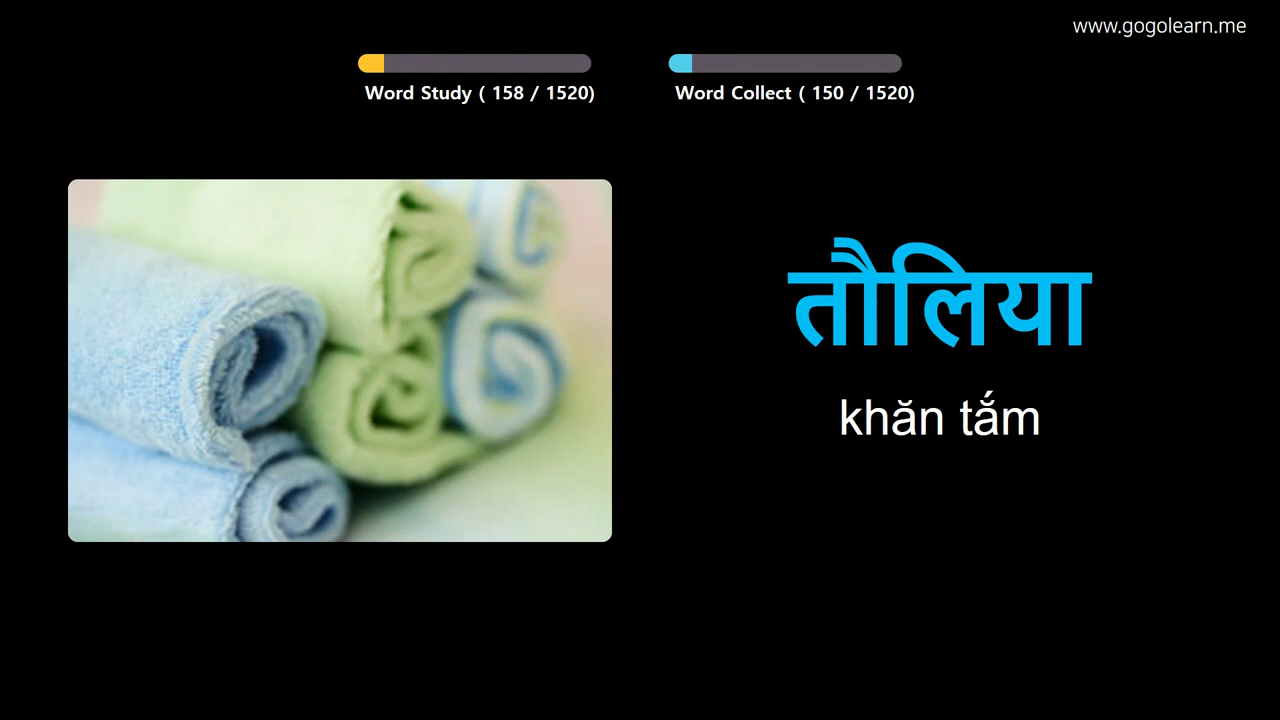 www.gogolearn.me
Word Study ( 158 / 1520)
Word Collect ( 150 / 1520)
तौलिया
khăn tắm